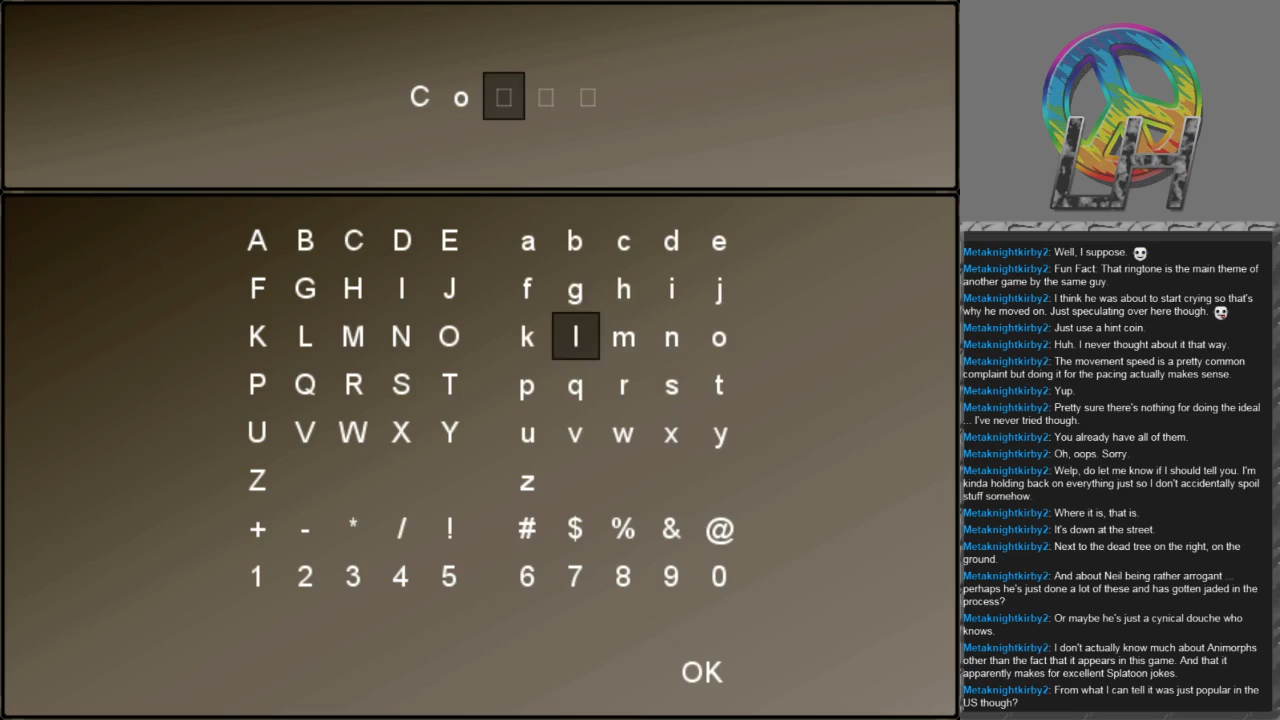 C o
A B C D E a b c d e
F G H I J f g h i j
K L M N O k l m n o
P Q R S T p q r s t
U V W X Y u v w x y
Z z
+ - * / ! # $ % & @
1 2 3 4 5 6 7 8 9 0
OK
LH
Metaknightkirby2: Well, I suppose.
Metaknightkirby2: Fun Fact: That ringtone is the main theme of
another game by the same guy.
Metaknightkirby2: I think he was about to start crying so that's
why he moved on. Just speculating over here though.
Metaknightkirby2: Just use a hint coin.
Metaknightkirby2: Huh. I never thought about it that way.
Metaknightkirby2: The movement speed is a pretty common
complaint but doing it for the pacing actually makes sense.
Metaknightkirby2: Yup.
Metaknightkirby2: Pretty sure there's nothing for doing the ideal
... I've never tried though.
Metaknightkirby2: You already have all of them.
Metaknightkirby2: Oh, oops. Sorry.
Metaknightkirby2: Welp, do let me know if I should tell you. I'm
kinda holding back on everything just so I don't accidentally spoil
stuff somehow.
Metaknightkirby2: Where it is, that is.
Metaknightkirby2: It's down at the street.
Metaknightkirby2: Next to the dead tree on the right, on the
ground.
Metaknightkirby2: And about Neil being rather arrogant ...
perhaps he's just done a lot of these and has gotten jaded in the
process?
Metaknightkirby2: Or maybe he's just a cynical douche who
knows.
Metaknightkirby2: I don't actually know much about Animorphs
other than the fact that it appears in this game. And that it
apparently makes for excellent Splatoon jokes.
Metaknightkirby2: From what I can tell it was just popular in the
US though?